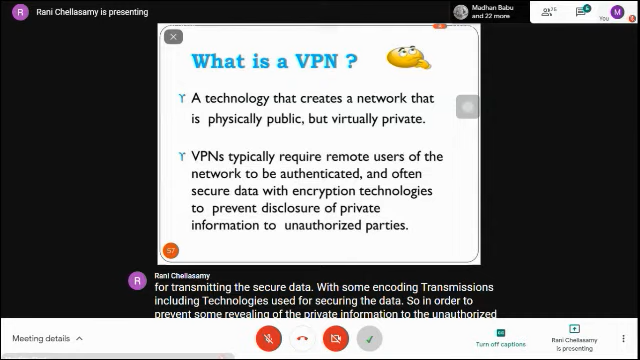 R Rani Chellasamy is presenting
Madhan Babu
and 22 more
76
6
You
M
What is a VPN ?
A technology that creates a network that
is physically public, but virtually private.
VPNs typically require remote users of the
network to be authenticated, and often
secure data with encryption technologies
to prevent disclosure of private
information to unauthorized parties.
57
R
Rani Chellasamy
for transmitting the secure data. With some encoding Transmissions
including Technologies used for securing the data. So in order to
prevent some revealing of the private information to the unauthorized
Meeting details
Turn off captions
Rani Chellasamy
is presenting